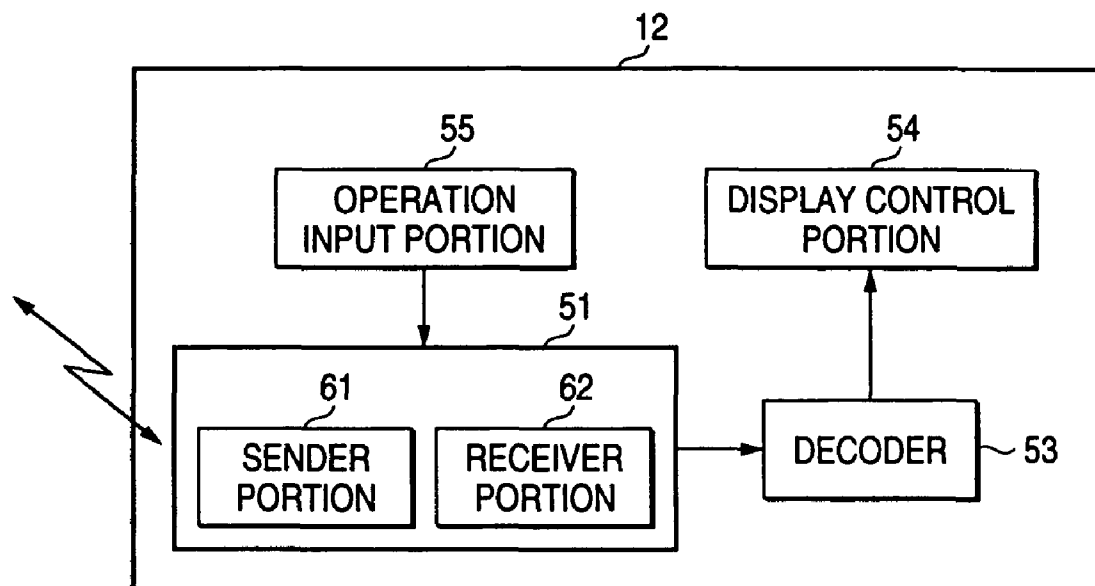 12
55
54
OPERATION
INPUT PORTION
DISPLAY CONTROL
PORTION
51
61
62
SENDER
PORTION
RECEIVER
PORTION
DECODER
53